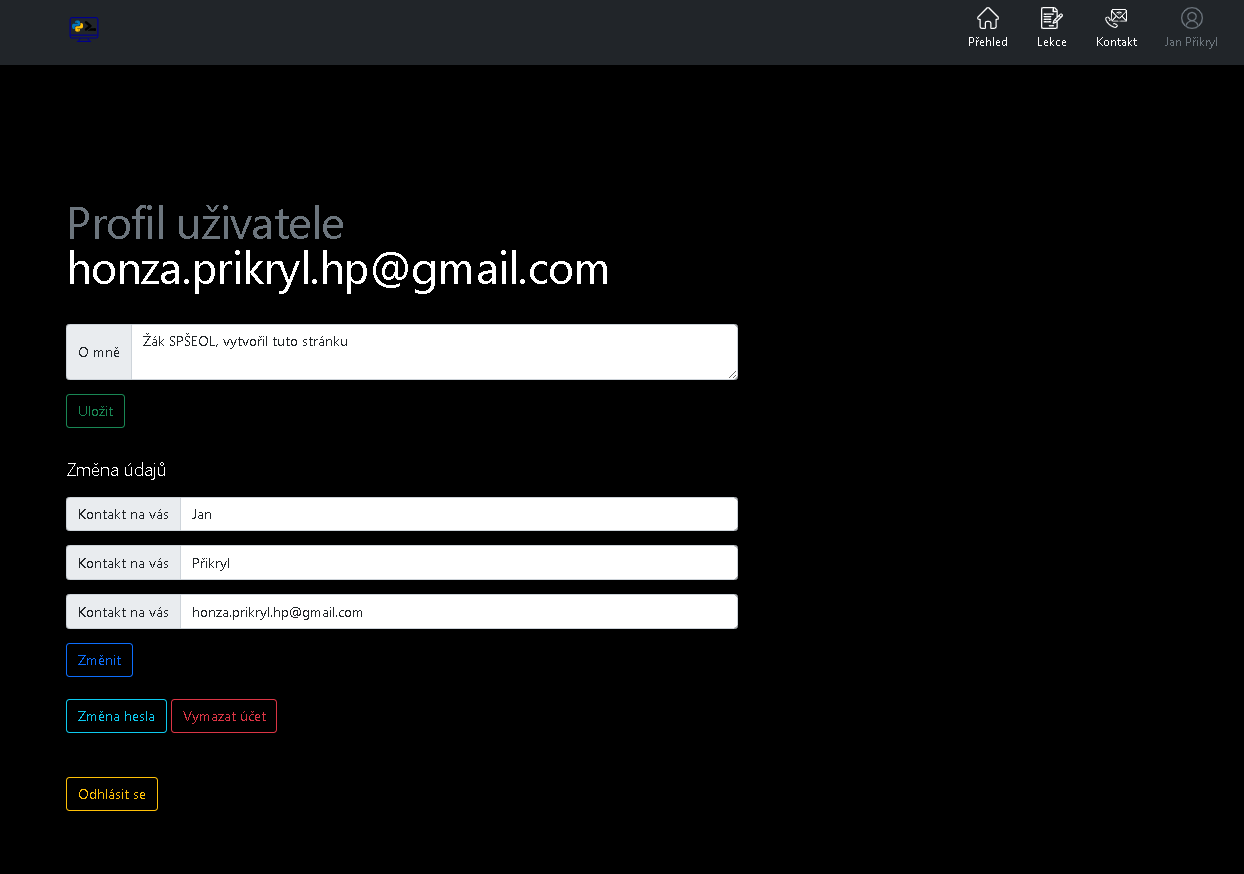 Přehled Lekce Kontakt Jan Přikryl
Profil uživatele
honza.prikryl.hp@gmail.com
O mně Žák SPŠEOL, vytvořil tuto stránku
Uložit
Změna údajů
Kontakt na vás Jan
Kontakt na vás Přikryl
Kontakt na vás honza.prikryl.hp@gmail.com
Změnit
Změna hesla Vymazat účet
Odhlásit se